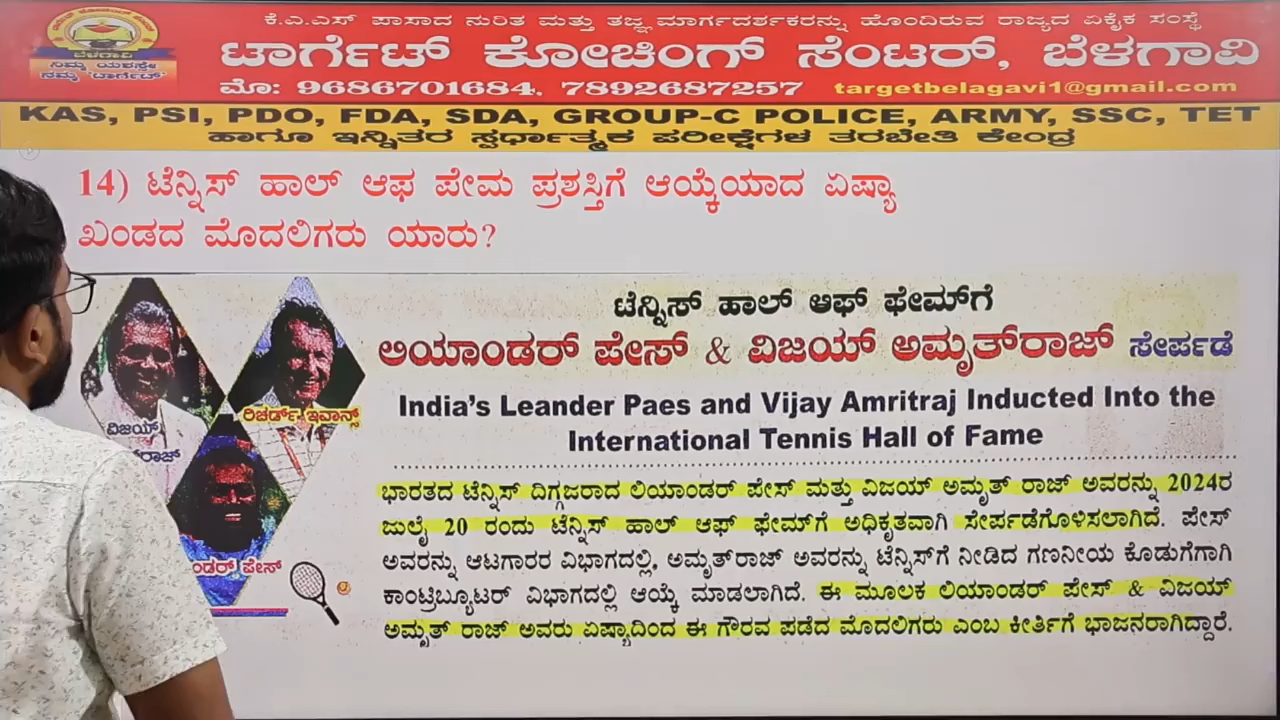 ಕೆ.ಎ.ಎಸ್ ಪಾಸಾದ ನುರಿತ ಮತ್ತು ತಜ್ಞ ಮಾರ್ಗದರ್ಶಕರನ್ನು ಹೊಂದಿರುವ ರಾಜ್ಯದ ಏಕೈಕ ಸಂಸ್ಥೆ
ಟಾರ್ಗೆಟ್ ಕೋಚಿಂಗ್ ಸೆಂಟರ್, ಬೆಳಗಾವಿ
ಮೊ: 9686701684, 7892687257 targetbelagavi1@gmail.com
ಬೆಳಗಾವಿ
ನಿಮ್ಮ ಯಶಸ್ಸೇ
ನಮ್ಮ 'ಟಾರ್ಗೆಟ್'
KAS, PSI, PDO, FDA, SDA, GROUP-C POLICE, ARMY, SSC, TET
ಹಾಗೂ ಇನ್ನಿತರ ಸ್ಪರ್ಧಾತ್ಮಕ ಪರೀಕ್ಷೆಗಳ ತರಬೇತಿ ಕೇಂದ್ರ
14) ಟೆನ್ನಿಸ್ ಹಾಲ್ ಆಫ ಪೇಮ ಪ್ರಶಸ್ತಿಗೆ ಆಯ್ಕೆಯಾದ ಏಷ್ಯಾ
ಖಂಡದ ಮೊದಲಿಗರು ಯಾರು?
ಟೆನ್ನಿಸ್ ಹಾಲ್ ಆಫ್ ಫೇಮ್‌ಗೆ
ಲಿಯಾಂಡರ್ ಪೇಸ್ & ವಿಜಯ್ ಅಮೃತ್‌ರಾಜ್ ಸೇರ್ಪಡೆ
India's Leander Paes and Vijay Amritraj Inducted Into the
International Tennis Hall of Fame
ವಿಜಯ್
ರಾಜ್
ರಿಚರ್ಡ್ ಇವಾನ್ಸ್
ಂಡರ್ ಪೇಸ್
ಭಾರತದ ಟೆನ್ನಿಸ್ ದಿಗ್ಗಜರಾದ ಲಿಯಾಂಡರ್ ಪೇಸ್ ಮತ್ತು ವಿಜಯ್ ಅಮೃತ್ ರಾಜ್ ಅವರನ್ನು 2024ರ
ಜುಲೈ 20 ರಂದು ಟೆನ್ನಿಸ್ ಹಾಲ್ ಆಫ್ ಫೇಮ್‌ಗೆ ಅಧಿಕೃತವಾಗಿ ಸೇರ್ಪಡೆಗೊಳಿಸಲಾಗಿದೆ. ಪೇಸ್
ಅವರನ್ನು ಆಟಗಾರರ ವಿಭಾಗದಲ್ಲಿ, ಅಮೃತ್‌ರಾಜ್ ಅವರನ್ನು ಟೆನ್ನಿಸ್‌ಗೆ ನೀಡಿದ ಗಣನೀಯ ಕೊಡುಗೆಗಾಗಿ
ಕಾಂಟ್ರಿಬ್ಯೂಟರ್ ವಿಭಾಗದಲ್ಲಿ ಆಯ್ಕೆ ಮಾಡಲಾಗಿದೆ. ಈ ಮೂಲಕ ಲಿಯಾಂಡರ್ ಪೇಸ್ & ವಿಜಯ್
ಅಮೃತ್ ರಾಜ್ ಅವರು ಏಷ್ಯಾದಿಂದ ಈ ಗೌರವ ಪಡೆದ ಮೊದಲಿಗರು ಎಂಬ ಕೀರ್ತಿಗೆ ಭಾಜನರಾಗಿದ್ದಾರೆ.